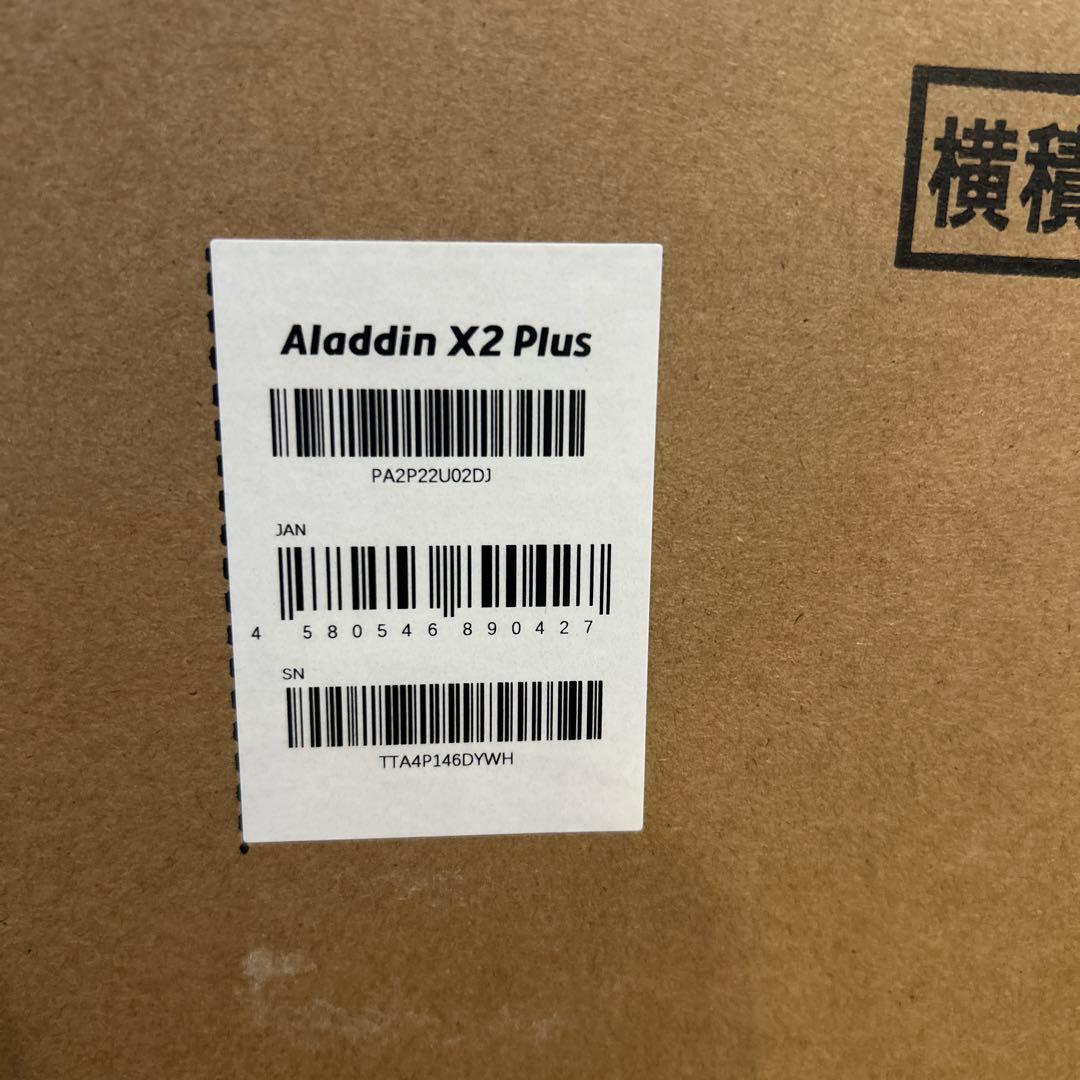 横積
Aladdin X2 Plus
PA2P22U02DJ
JAN
4 580546 890427
SN
TTA4P146DYWH